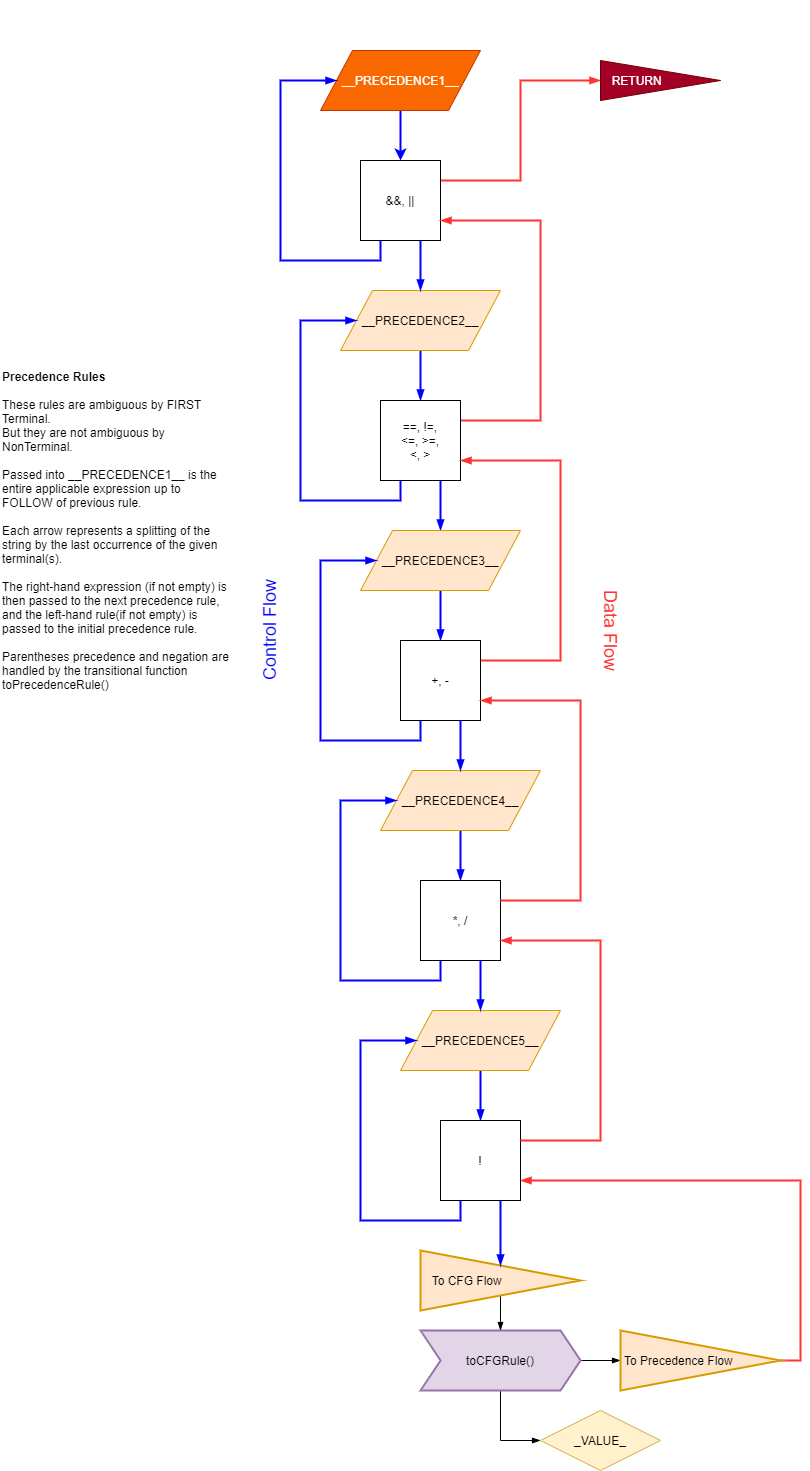 __PRECEDENCE1__
RETURN
&&, ||
__PRECEDENCE2__
Precedence Rules
These rules are ambiguous by FIRST
Terminal.
But they are not ambiguous by
NonTerminal.
Passed into __PRECEDENCE1__ is the
entire applicable expression up to
FOLLOW of previous rule.
Each arrow represents a splitting of the
string by the last occurrence of the given
terminal(s).
The right-hand expression (if not empty) is
then passed to the next precedence rule,
and the left-hand rule(if not empty) is
passed to the initial precedence rule.
Parentheses precedence and negation are
handled by the transitional function
toPrecedenceRule()
==, !=,
<=, >=,
<, >
__PRECEDENCE3__
Control Flow
Data Flow
+, -
__PRECEDENCE4__
*, /
__PRECEDENCE5__
!
To CFG Flow
toCFGRule()
To Precedence Flow
_VALUE_